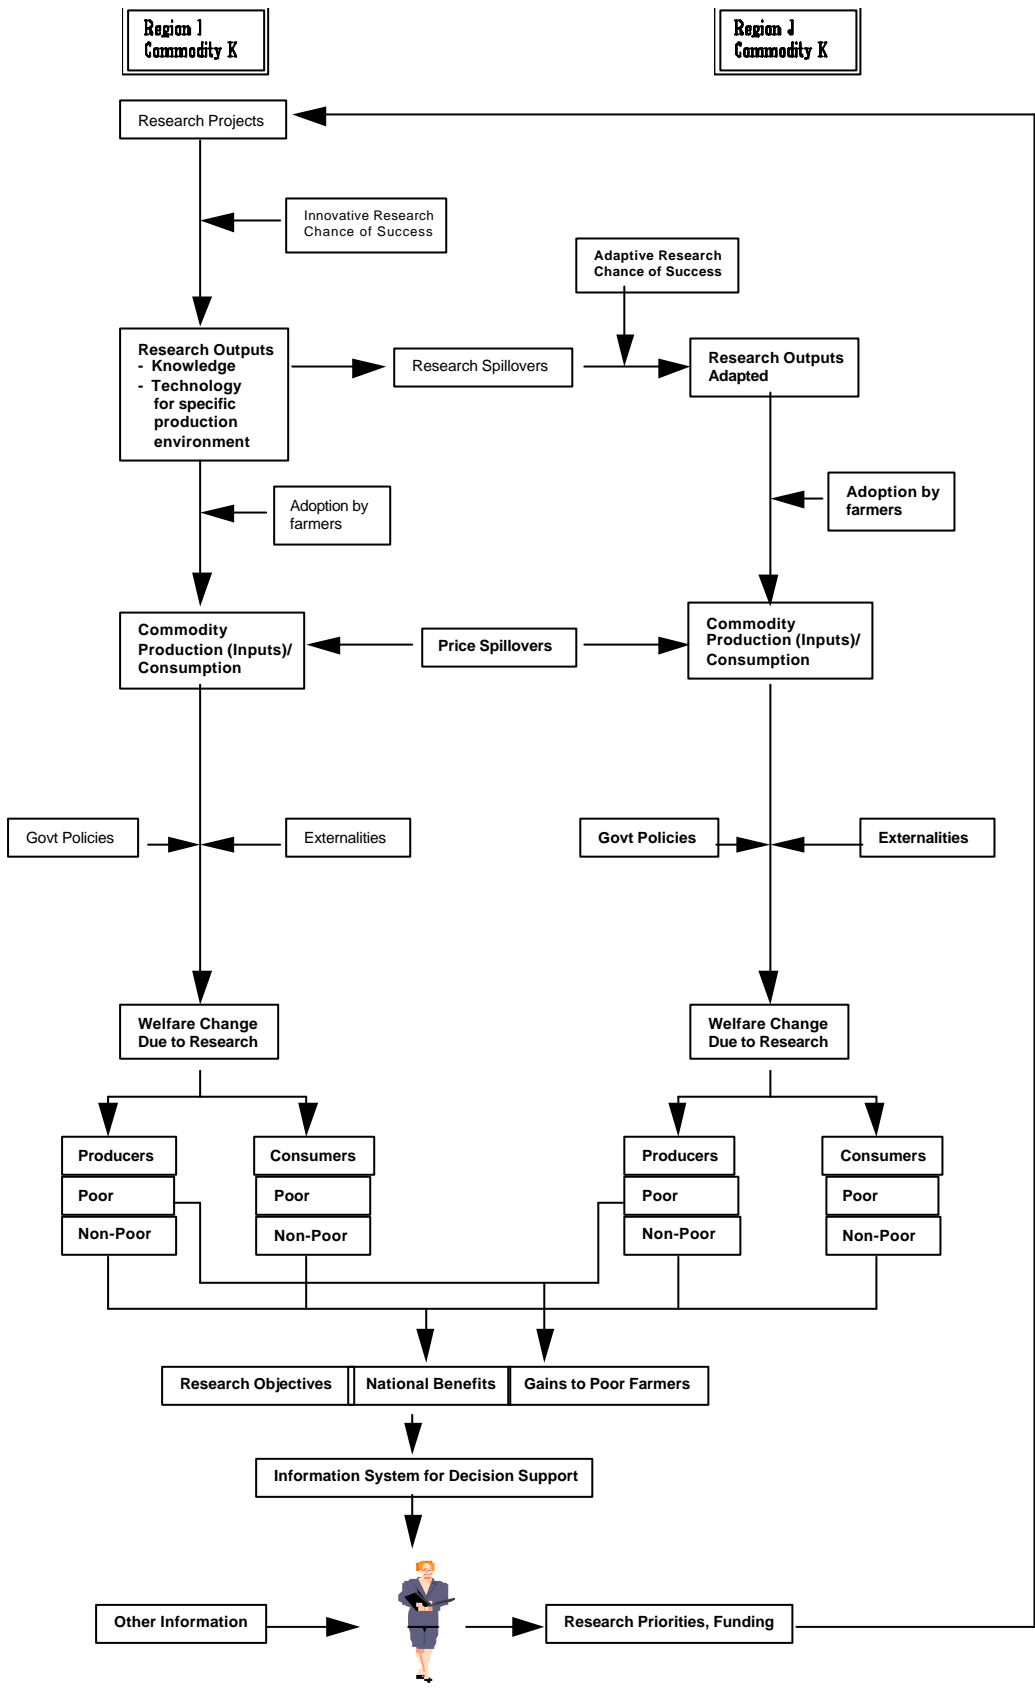 Region I
Commodity K
Region J
Commodity K
Research Projects
Innovative Research
Chance of Success
Adaptive Research
Chance of Success
Research Outputs
- Knowledge
- Technology
for specific
production
environment
Research Spillovers
Research Outputs
Adapted
Adoption by
farmers
Adoption by
farmers
Commodity
Production (Inputs)/
Consumption
Price Spillovers
Commodity
Production (Inputs)/
Consumption
Govt Policies
Externalities
Govt Policies
Externalities
Welfare Change
Due to Research
Welfare Change
Due to Research
Producers
Consumers
Producers
Consumers
Poor
Poor
Poor
Poor
Non-Poor
Non-Poor
Non-Poor
Non-Poor
Research Objectives
National Benefits
Gains to Poor Farmers
Information System for Decision Support
Other Information
Research Priorities, Funding